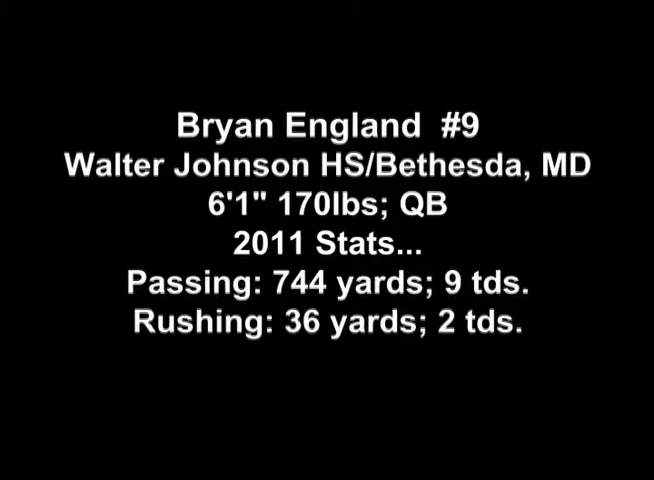 Bryan England  #9
Walter Johnson HS/Bethesda, MD
6'1" 170lbs; QB
2011 Stats...
Passing: 744 yards; 9 tds.
Rushing: 36 yards; 2 tds.